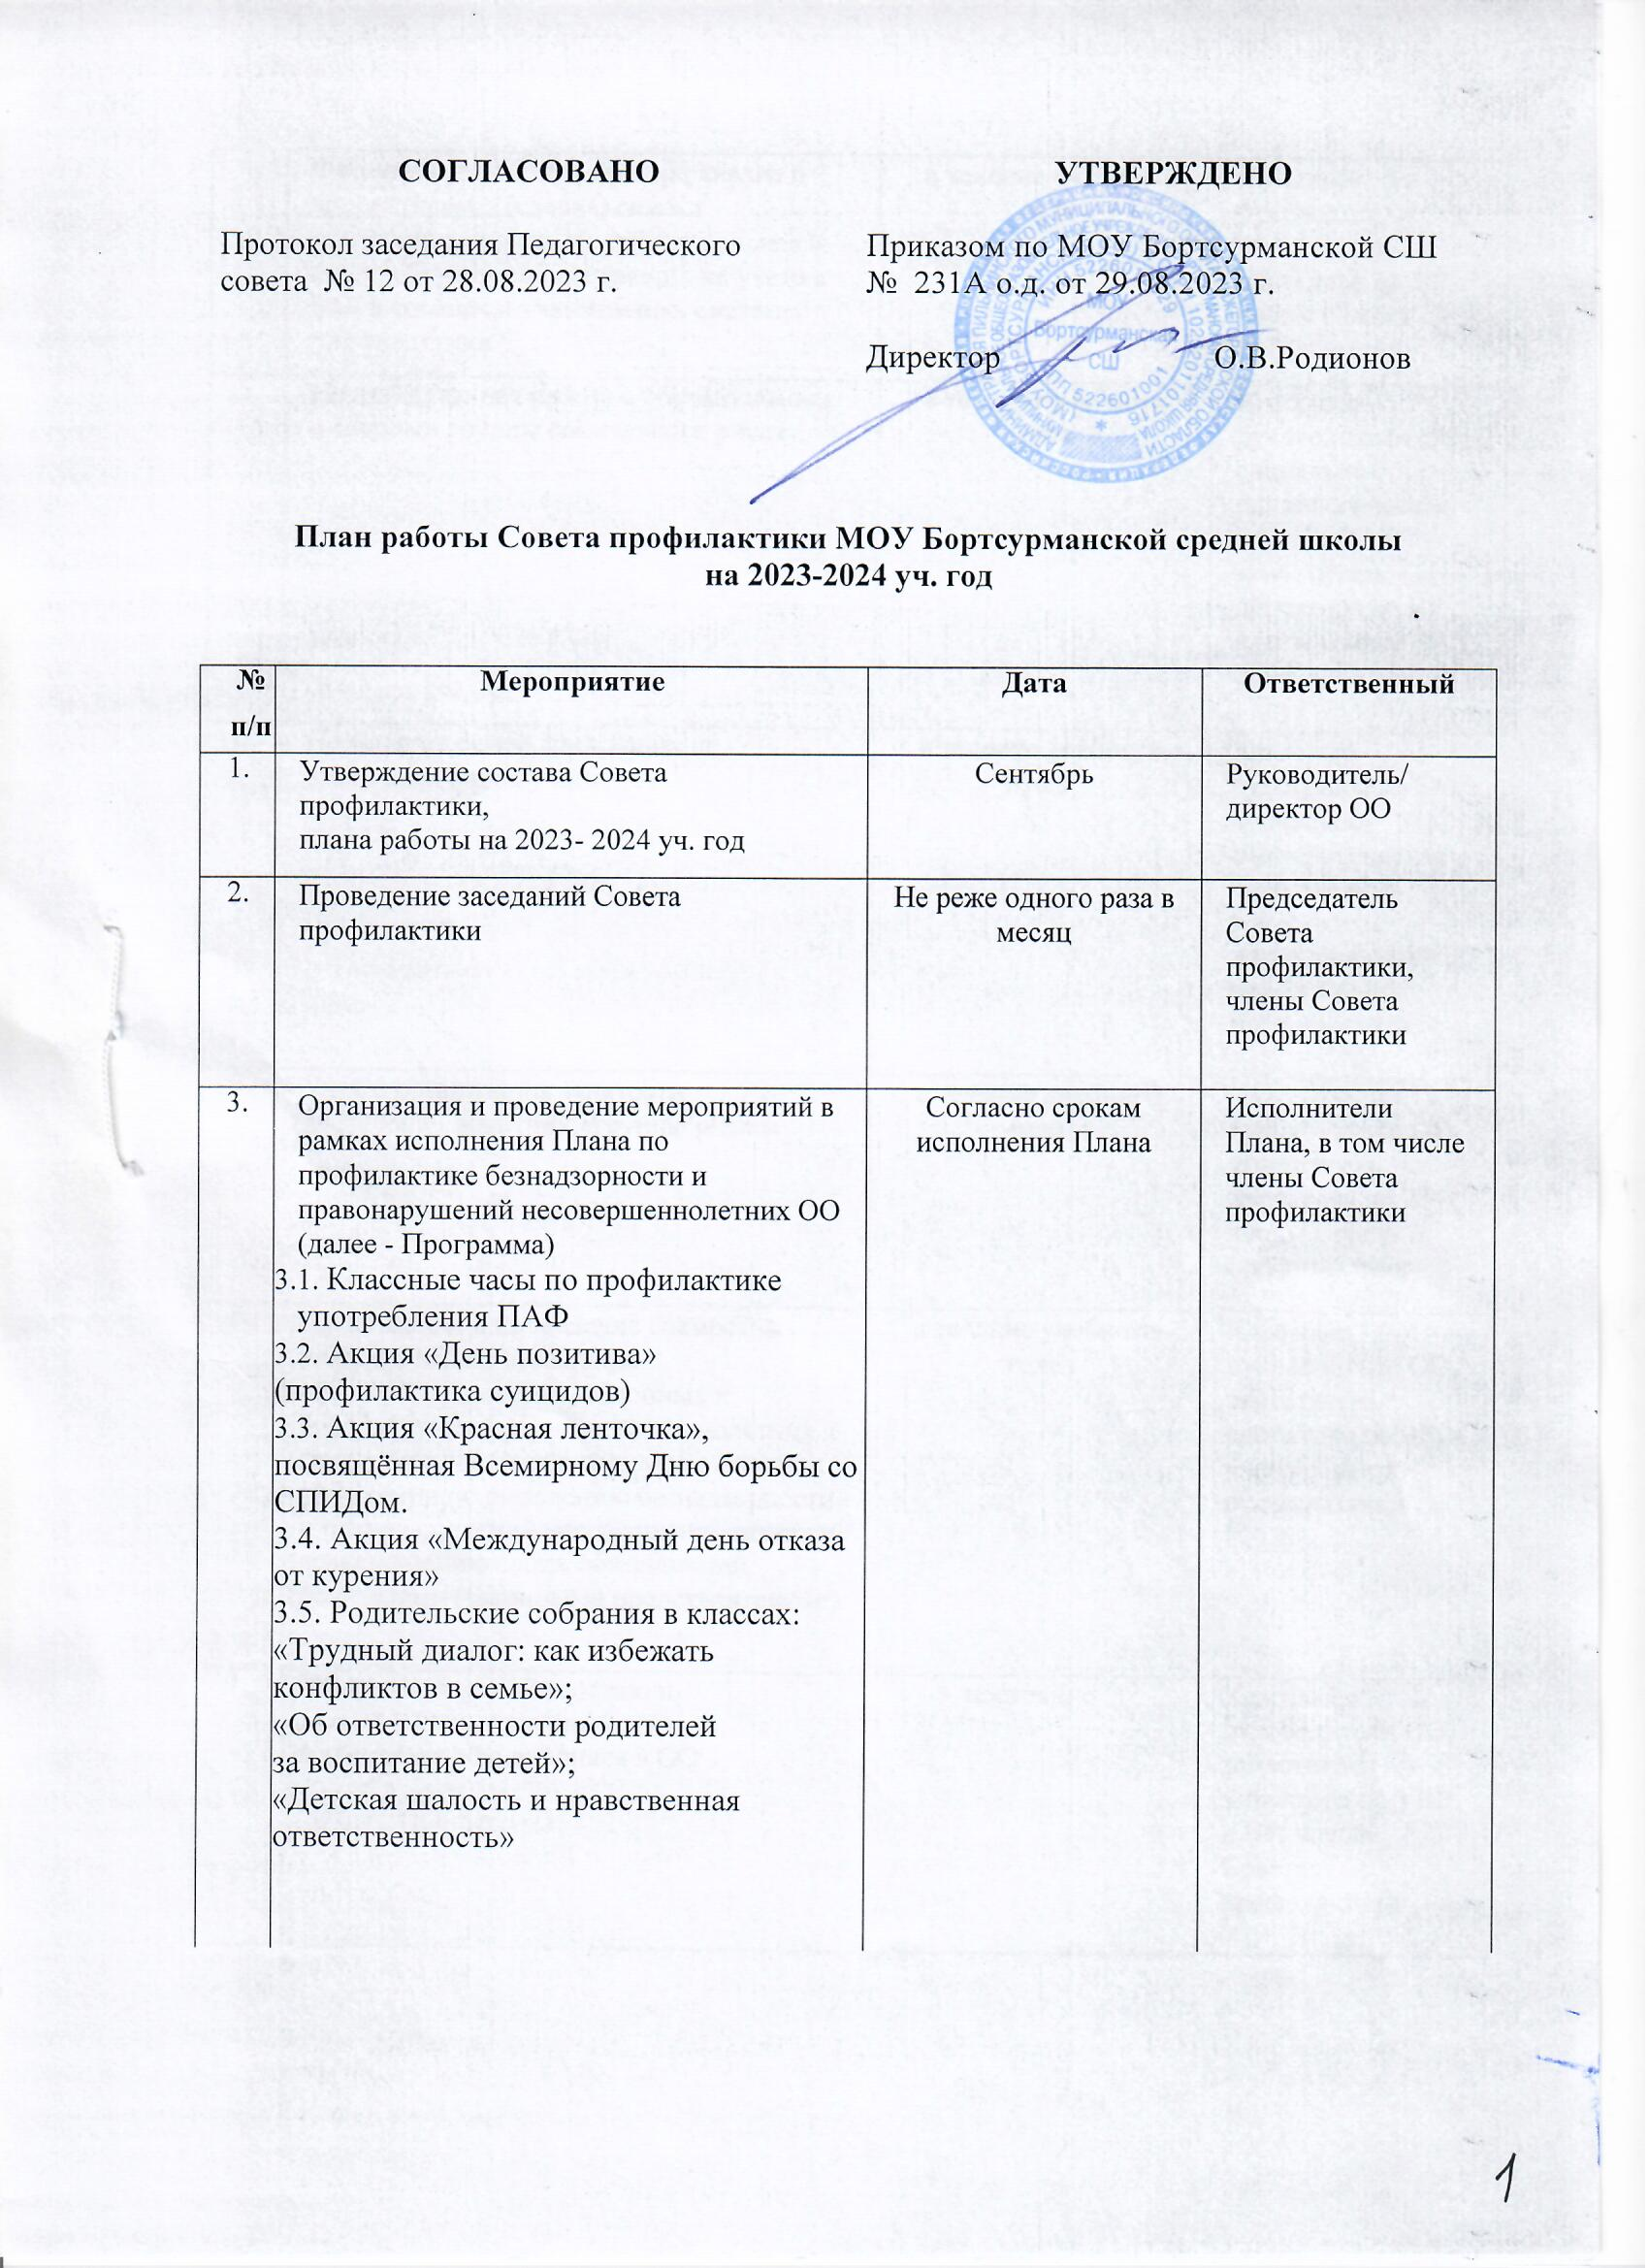 СОГЛАСОВАНО
Протокол заседания Педагогического
совета № 12 от 28.08.2023 г.
УТВЕРЖДЕНО
Приказом по МОУ Бортсурманской СШ
№ 231А о.д. от 29.08.2023 г.
Директор О.В.Родионов
МОУ
Бортсурманская
СШ
План работы Совета профилактики МОУ Бортсурманской средней школы
на 2023-2024 уч. год
№
п/п
Мероприятие
Дата
Ответственный
1.
Утверждение состава Совета
профилактики,
плана работы на 2023- 2024 уч. год
Сентябрь
Руководитель/
директор ОО
2.
Проведение заседаний Совета
профилактики
Не реже одного раза в
месяц
Председатель
Совета
профилактики,
члены Совета
профилактики
3.
Организация и проведение мероприятий в
рамках исполнения Плана по
профилактике безнадзорности и
правонарушений несовершеннолетних ОО
(далее - Программа)
3.1. Классные часы по профилактике
употребления ПАФ
3.2. Акция «День позитива»
(профилактика суицидов)
3.3. Акция «Красная ленточка»,
посвящённая Всемирному Дню борьбы со
СПИДом.
3.4. Акция «Международный день отказа
от курения»
3.5. Родительские собрания в классах:
«Трудный диалог: как избежать
конфликтов в семье»;
«Об ответственности родителей
за воспитание детей»;
«Детская шалость и нравственная
ответственность»
Согласно срокам
исполнения Плана
Исполнители
Плана, в том числе
члены Совета
профилактики
1